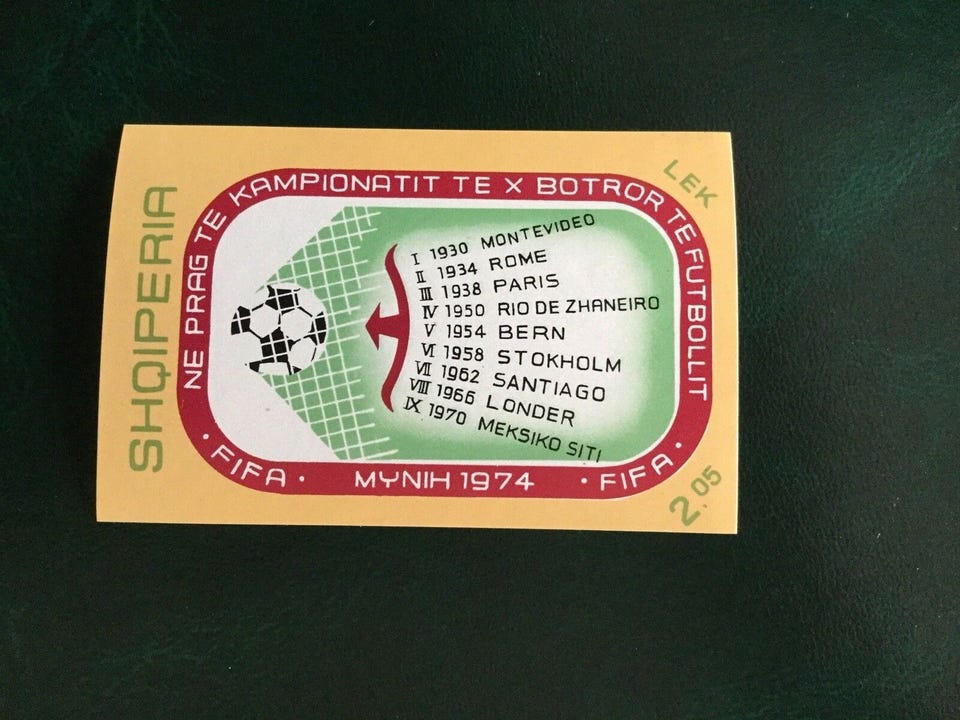 SHQIPERIA
NE PRAG TE KAMPIONATIT TE X BOTROR TE FUTBOLLIT
LEK
I 1930 MONTEVIDEO
II 1934 ROME
III 1938 PARIS
IV 1950 RIO DE ZHANEIRO
V 1954 BERN
VI 1958 STOKHOLM
VII 1962 SANTIAGO
VIII 1966 LONDER
IX 1970 MEKSIKO SITI
• FIFA • MYNIH 1974 • FIFA •
2.05